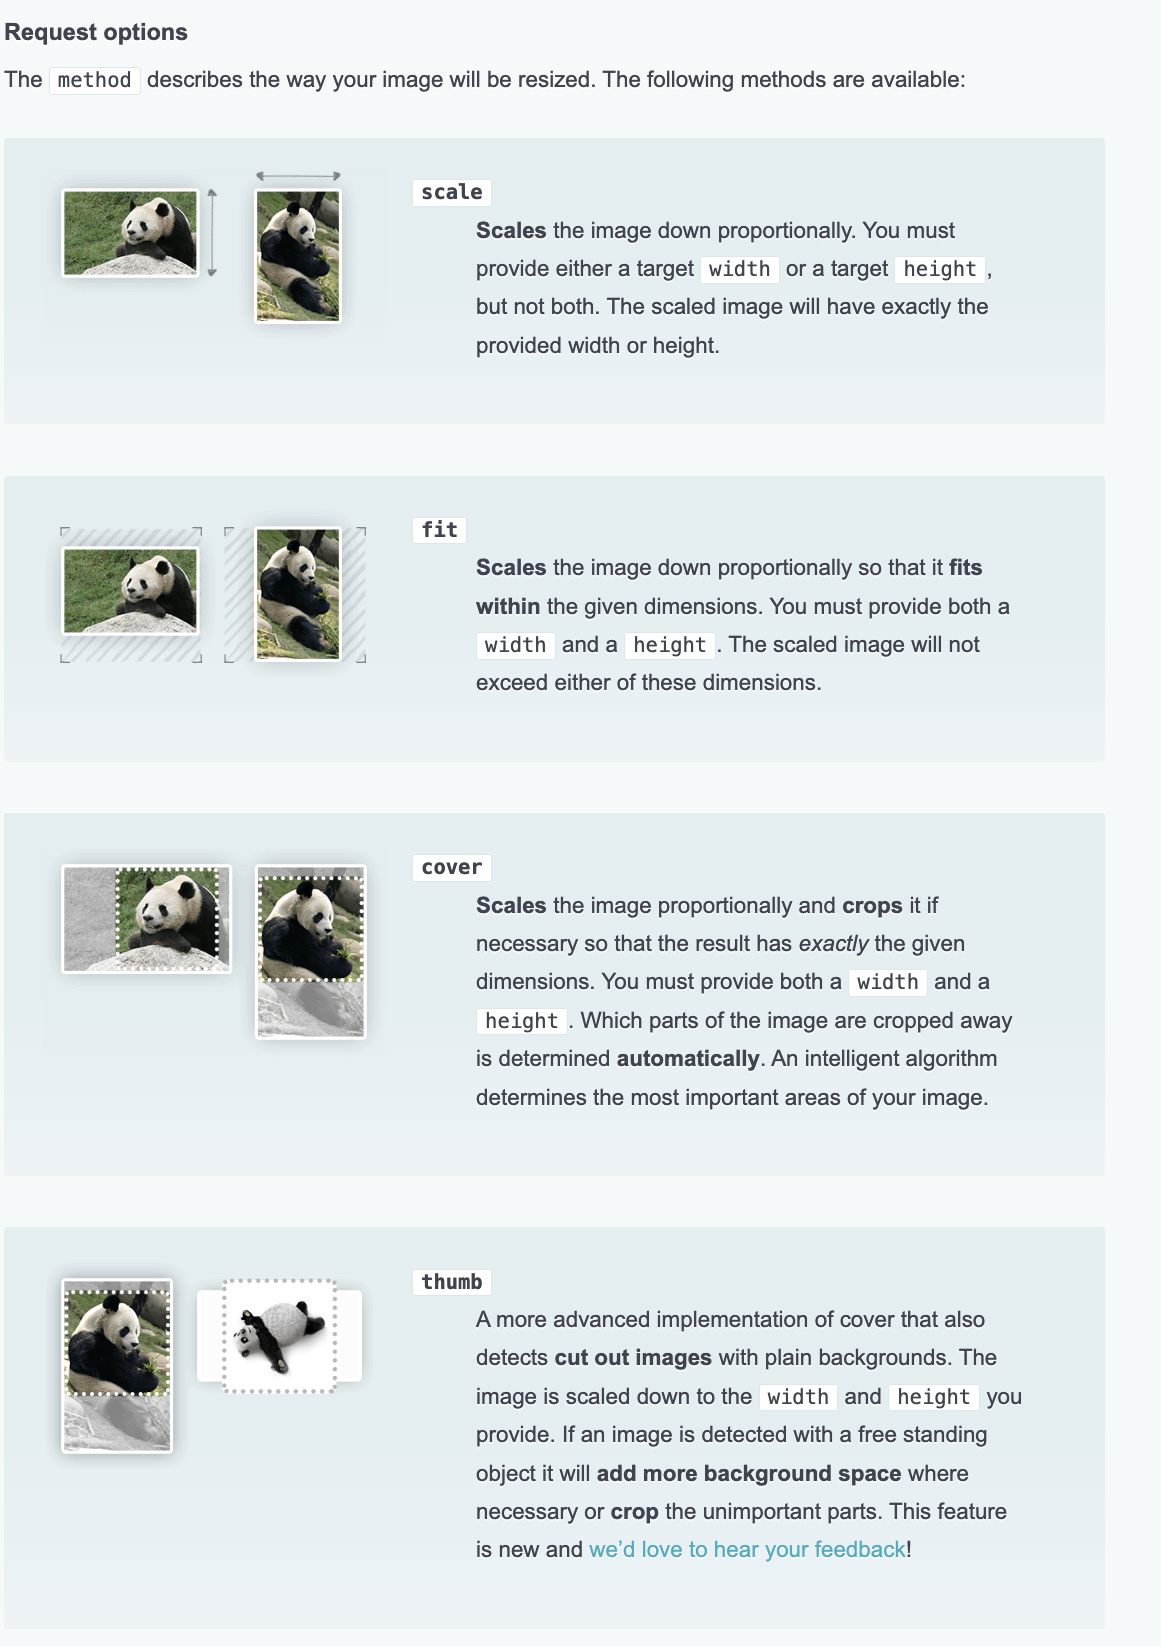 Request options
The method describes the way your image will be resized. The following methods are available:
scale
Scales the image down proportionally. You must
provide either a target width or a target height,
but not both. The scaled image will have exactly the
provided width or height.
fit
Scales the image down proportionally so that it fits
within the given dimensions. You must provide both a
width and a height. The scaled image will not
exceed either of these dimensions.
cover
Scales the image proportionally and crops it if
necessary so that the result has exactly the given
dimensions. You must provide both a width and a
height. Which parts of the image are cropped away
is determined automatically. An intelligent algorithm
determines the most important areas of your image.
thumb
A more advanced implementation of cover that also
detects cut out images with plain backgrounds. The
image is scaled down to the width and height you
provide. If an image is detected with a free standing
object it will add more background space where
necessary or crop the unimportant parts. This feature
is new and we’d love to hear your feedback!